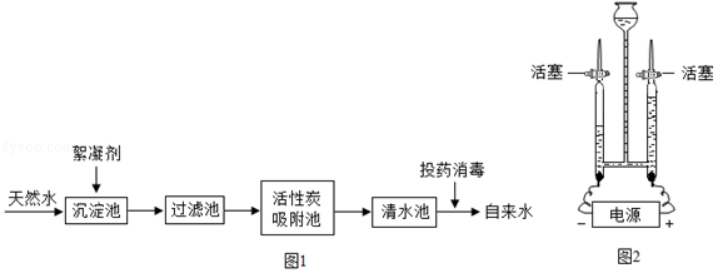 絮凝剂
天然水
沉淀池
过滤池
活性炭
吸附池
清水池
投药消毒
自来水
图1
活塞
活塞
电源
－
+
图2